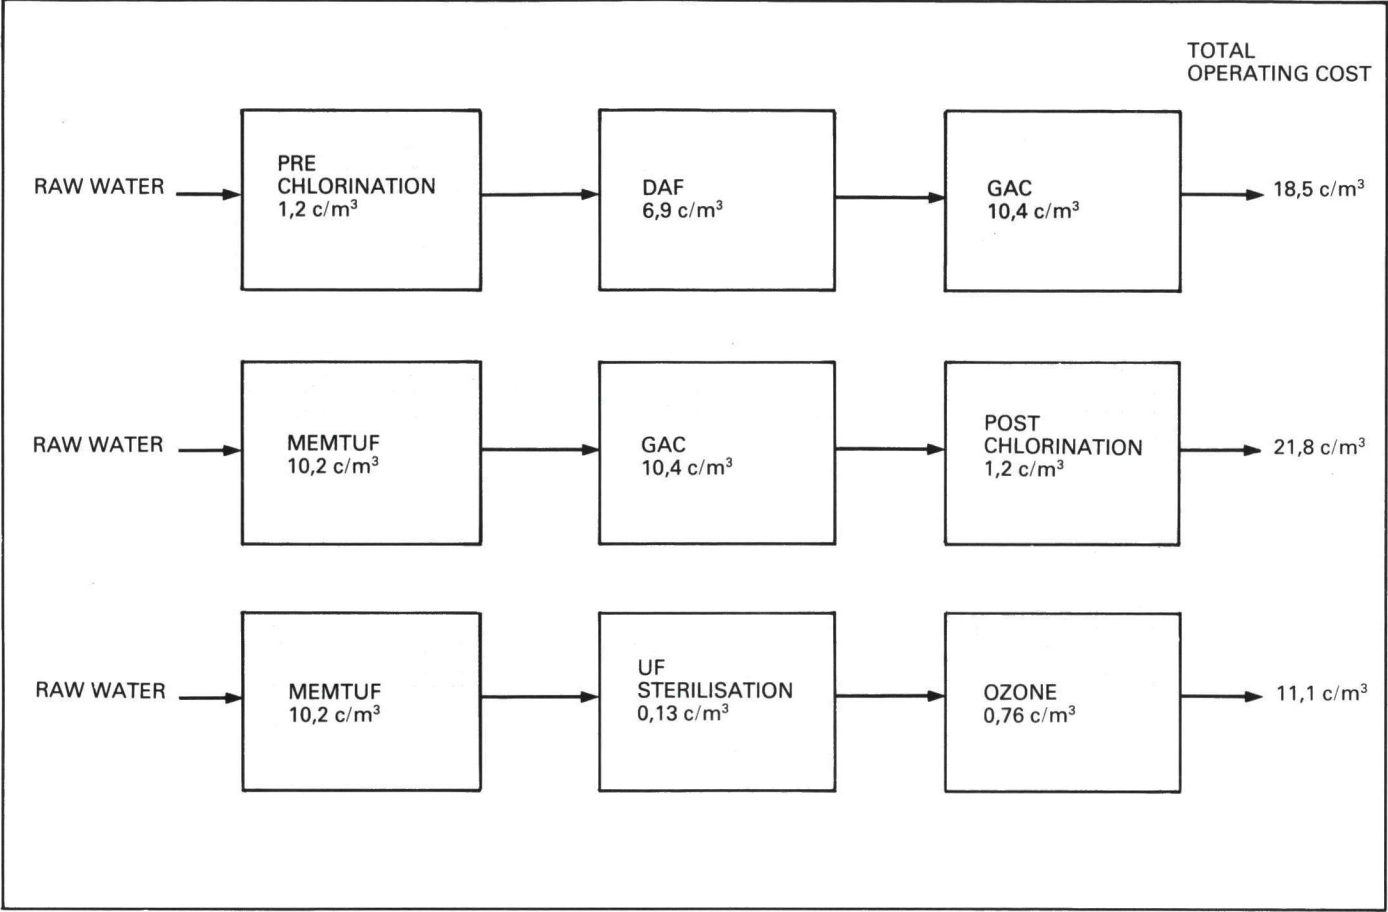 TOTAL
OPERATING COST
RAW WATER
PRE
CHLORINATION
1,2 c/m³
DAF
6,9 c/m³
GAC
10,4 c/m³
18,5 c/m³
RAW WATER
MEMTUF
10,2 c/m³
GAC
10,4 c/m³
POST
CHLORINATION
1,2 c/m³
21,8 c/m³
RAW WATER
MEMTUF
10,2 c/m³
UF
STERILISATION
0,13 c/m³
OZONE
0,76 c/m³
11,1 c/m³